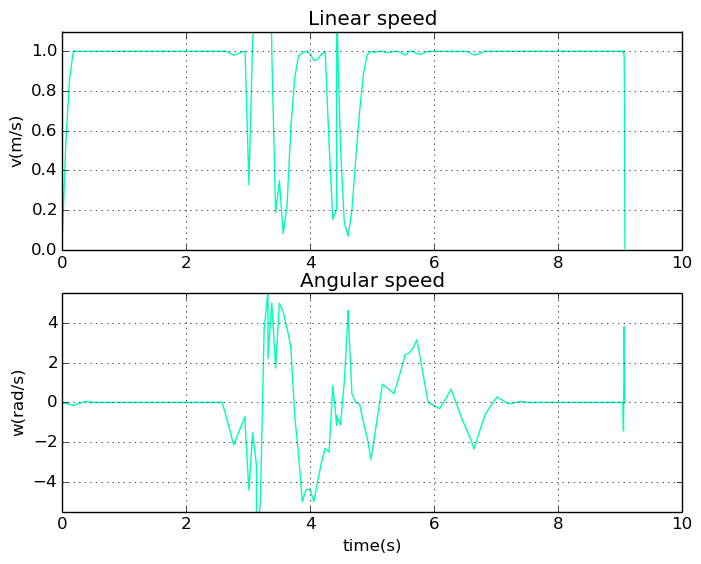 Linear speed
v(m/s)
1.0
0.8
0.6
0.4
0.2
0.0
0 2 4 6 8 10
Angular speed
w(rad/s)
4
2
0
−2
−4
0 2 4 6 8 10
time(s)